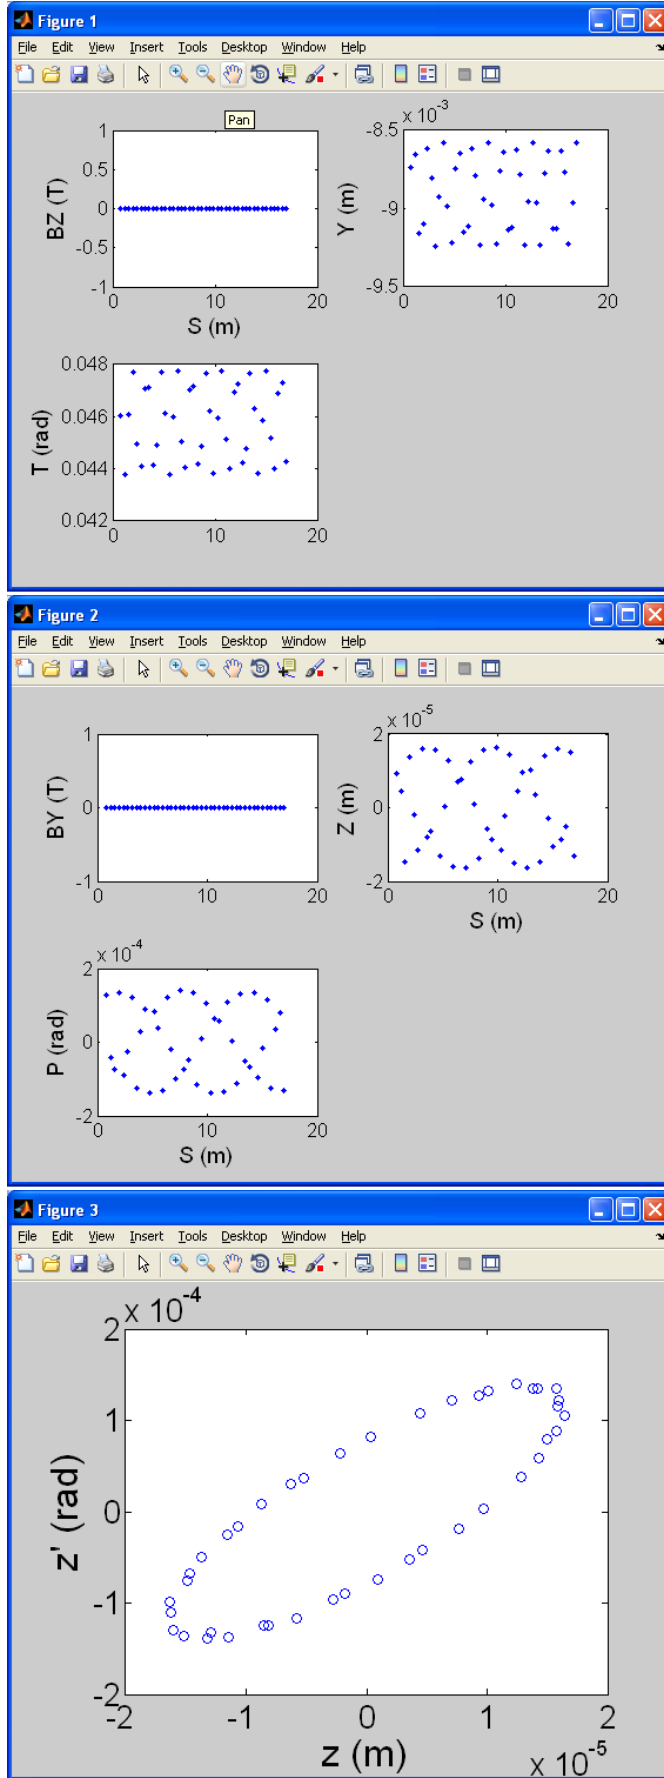 Figure 1
File Edit View Insert Tools Desktop Window Help
Pan
1
0.5
0
-0.5
-1
BZ (T)
0 10 20
S (m)
x 10^-3
-8.5
-9
-9.5
Y (m)
0 10 20
0.048
0.046
0.044
0.042
T (rad)
0 10 20
Figure 2
File Edit View Insert Tools Desktop Window Help
1
0
-1
BY (T)
0 10 20
x 10^-5
2
0
-2
Z (m)
0 10 20
S (m)
x 10^-4
2
0
-2
P (rad)
0 10 20
S (m)
Figure 3
File Edit View Insert Tools Desktop Window Help
x 10^-4
2
1
0
-1
-2
z' (rad)
-2 -1 0 1 2
z (m)
x 10^-5